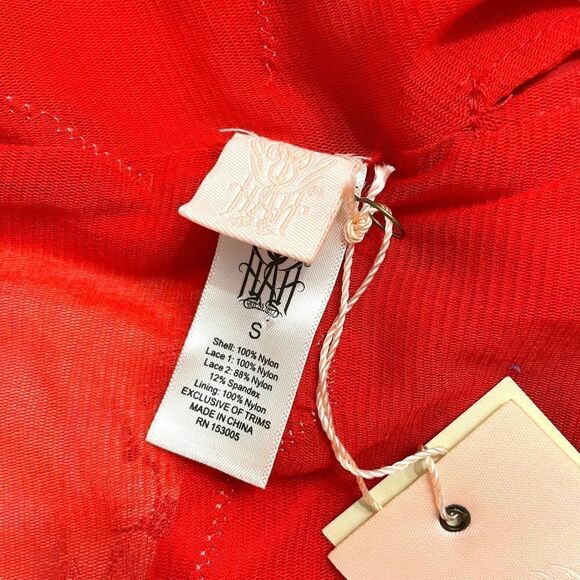 S
Shell: 100% Nylon
Lace 1: 100% Nylon
Lace 2: 88% Nylon
12% Spandex
Lining: 100% Nylon
EXCLUSIVE OF TRIMS
MADE IN CHINA
RN 153005